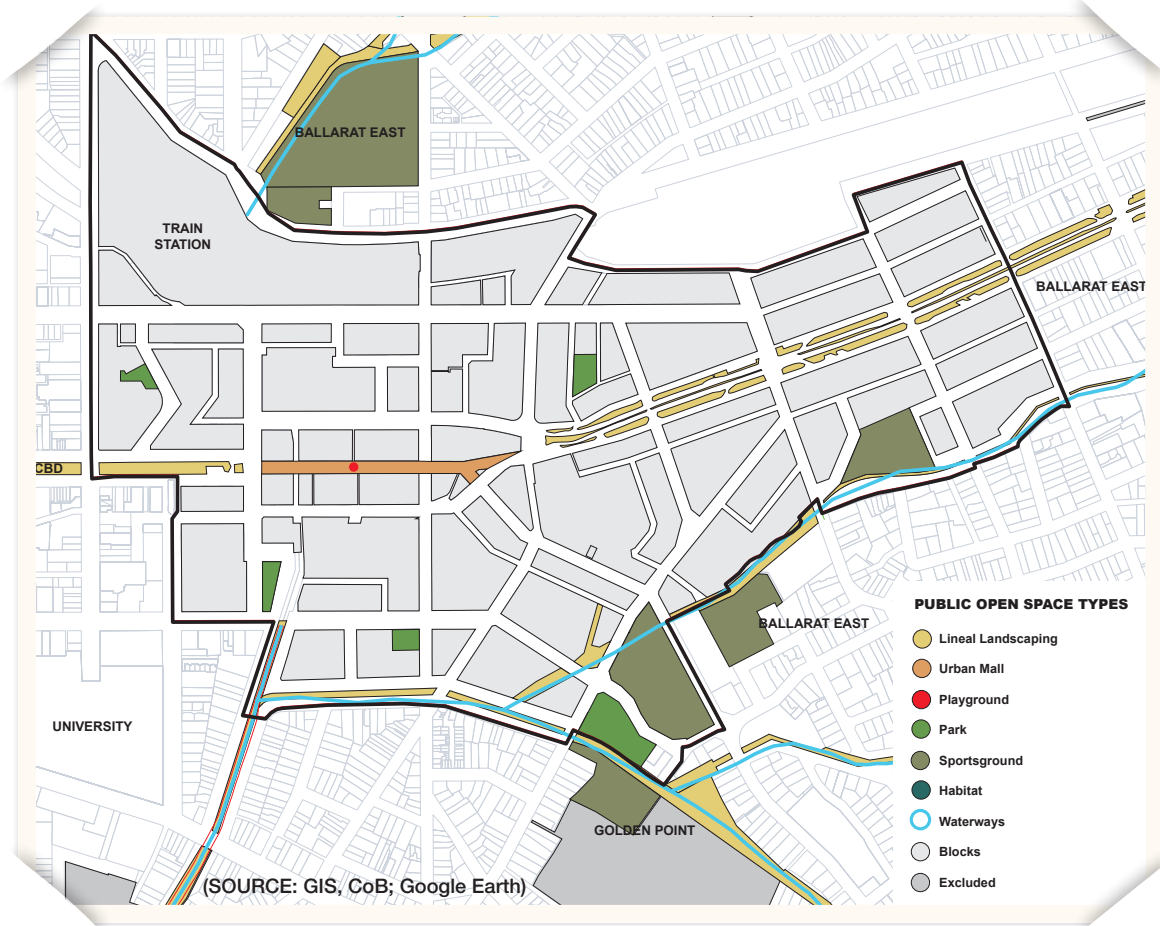 BALLARAT EAST
TRAIN
STATION
BALLARAT EAST
CBD
PUBLIC OPEN SPACE TYPES
BALLARAT EAST
Lineal Landscaping
Urban Mall
Playground
UNIVERSITY
Park
Sportsground
Habitat
Waterways
GOLDEN POINT
Blocks
(SOURCE: GIS, CoB; Google Earth)
Excluded